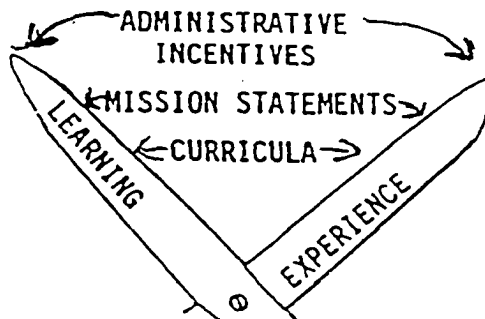 ADMINISTRATIVE
INCENTIVES
MISSION STATEMENTS
CURRICULA
LEARNING
EXPERIENCE